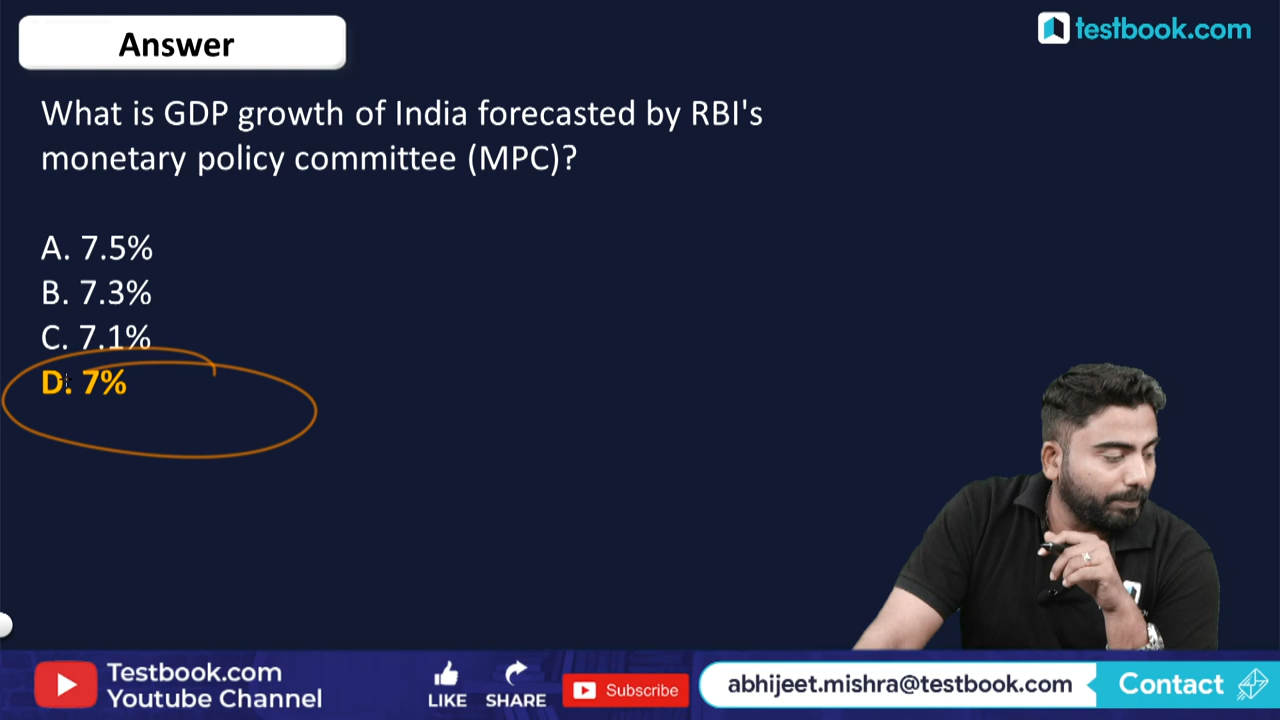 Answer
testbook.com
What is GDP growth of India forecasted by RBI's
monetary policy committee (MPC)?
A. 7.5%
B. 7.3%
C. 7.1%
D. 7%
Testbook.com
Youtube Channel
LIKE
SHARE
Subscribe
abhijeet.mishra@testbook.com
Contact